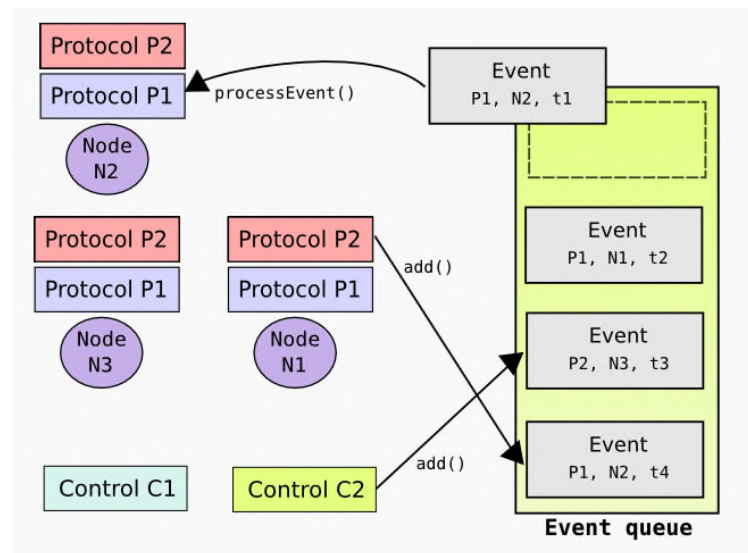 Protocol P2
Protocol P1
Node
N2
processEvent()
Event
P1, N2, t1
Event
P1, N1, t2
Protocol P2
Protocol P1
Node
N3
Protocol P2
Protocol P1
Node
N1
add()
Event
P2, N3, t3
Event
P1, N2, t4
add()
Control C1
Control C2
Event queue